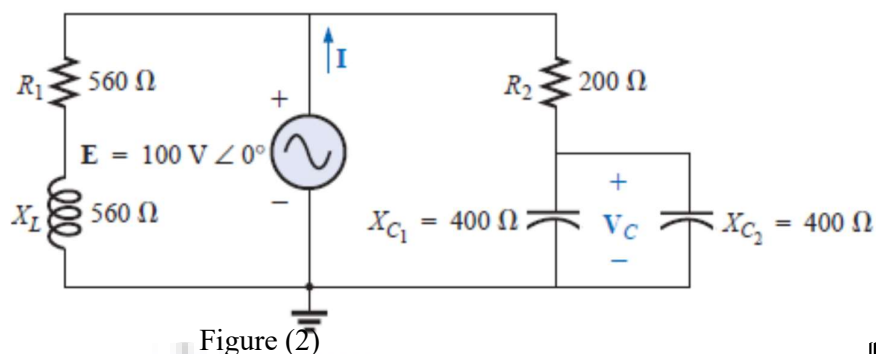 I
R1 560 Ω
R2 200 Ω
+
E = 100 V ∠ 0°
−
XL 560 Ω
XC1 = 400 Ω
+
VC
−
XC2 = 400 Ω
Figure (2)